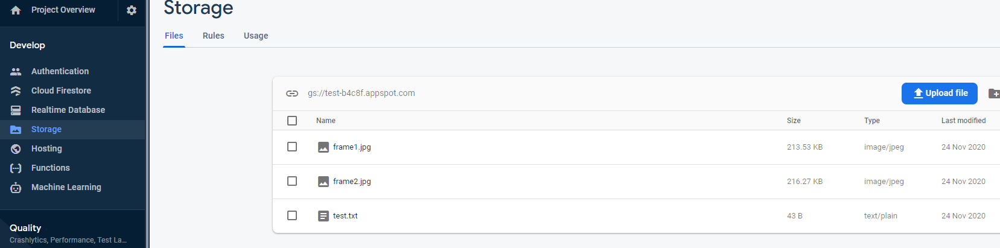 Project Overview
Storage
Files Rules Usage
Develop
Authentication
Cloud Firestore
Realtime Database
Storage
Hosting
Functions
Machine Learning
Quality
Crashlytics, Performance, Test La...
gs://test-b4c8f.appspot.com
Upload file
Name Size Type Last modified
frame1.jpg 213.53 KB image/jpeg 24 Nov 2020
frame2.jpg 216.27 KB image/jpeg 24 Nov 2020
test.txt 43 B text/plain 24 Nov 2020